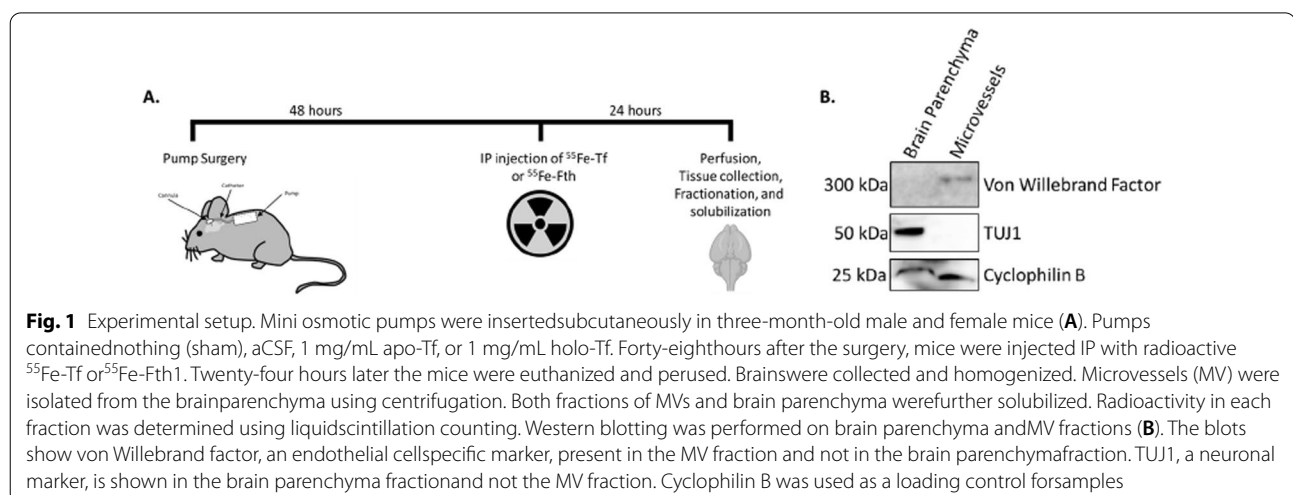 A.
48 hours
24 hours
Pump Surgery
IP injection of ⁵⁵Fe-Tf
or ⁵⁵Fe-Fth
Perfusion,
Tissue collection,
Fractionation, and
solubilization
Cannula
Catheter
Pump
B.
Brain Parenchyma
Microvessels
300 kDa
Von Willebrand Factor
50 kDa
TUJ1
25 kDa
Cyclophilin B
Fig. 1 Experimental setup. Mini osmotic pumps were insertedsubcutaneously in three-month-old male and female mice (A). Pumps
containednothing (sham), aCSF, 1 mg/mL apo-Tf, or 1 mg/mL holo-Tf. Forty-eighthours after the surgery, mice were injected IP with radioactive
⁵⁵Fe-Tf or⁵⁵Fe-Fth1. Twenty-four hours later the mice were euthanized and perused. Brainswere collected and homogenized. Microvessels (MV) were
isolated from the brainparenchyma using centrifugation. Both fractions of MVs and brain parenchyma werefurther solubilized. Radioactivity in each
fraction was determined using liquidscintillation counting. Western blotting was performed on brain parenchyma andMV fractions (B). The blots
show von Willebrand factor, an endothelial cellspecific marker, present in the MV fraction and not in the brain parenchymafraction. TUJ1, a neuronal
marker, is shown in the brain parenchyma fractionand not the MV fraction. Cyclophilin B was used as a loading control forsamples